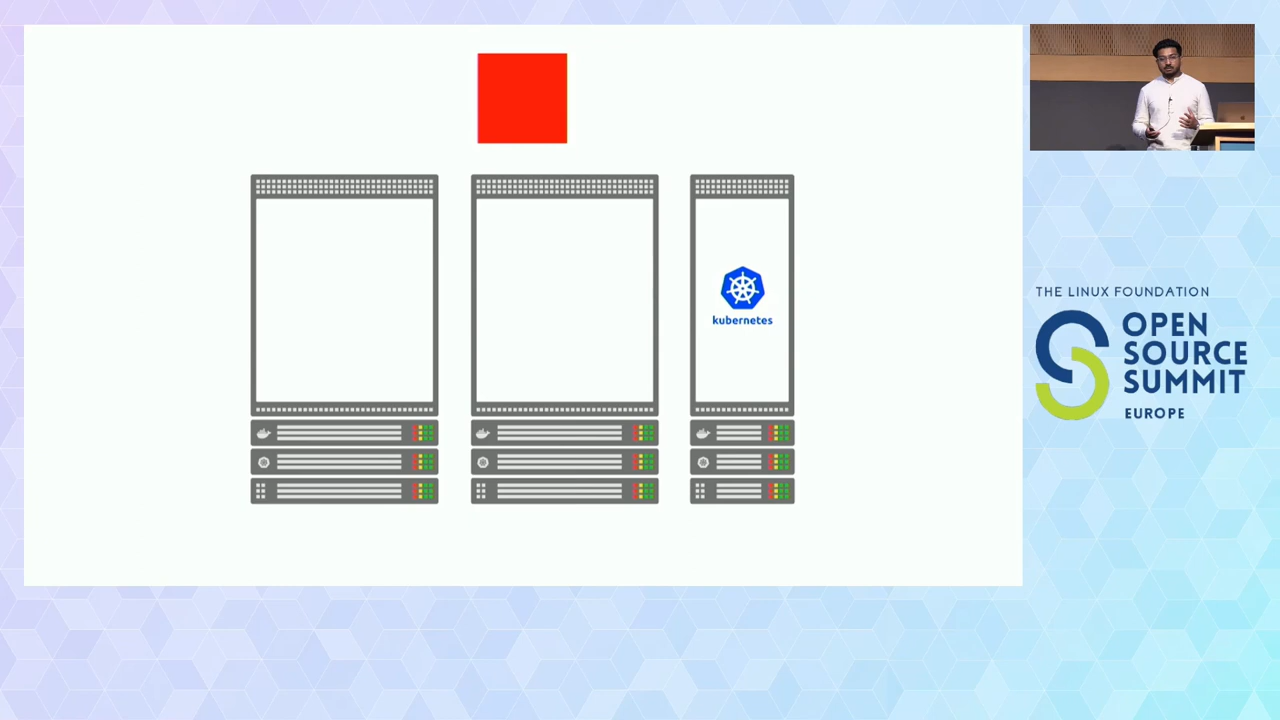 kubernetes
THE LINUX FOUNDATION
OPEN
SOURCE
SUMMIT
EUROPE